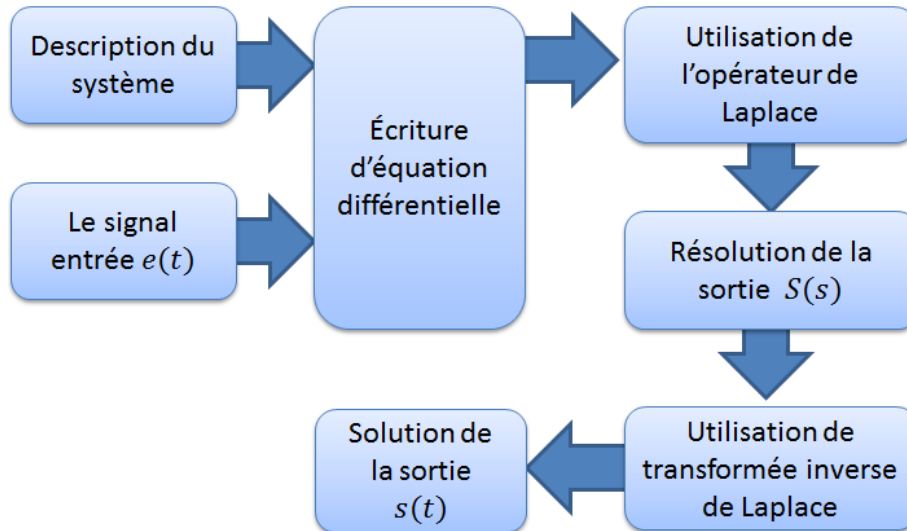 Description du
système
Le signal
entrée e(t)
Écriture
d'équation
différentielle
Utilisation de
l'opérateur de
Laplace
Résolution de la
sortie S(s)
Utilisation de
transformée inverse
de Laplace
Solution de
la sortie
s(t)